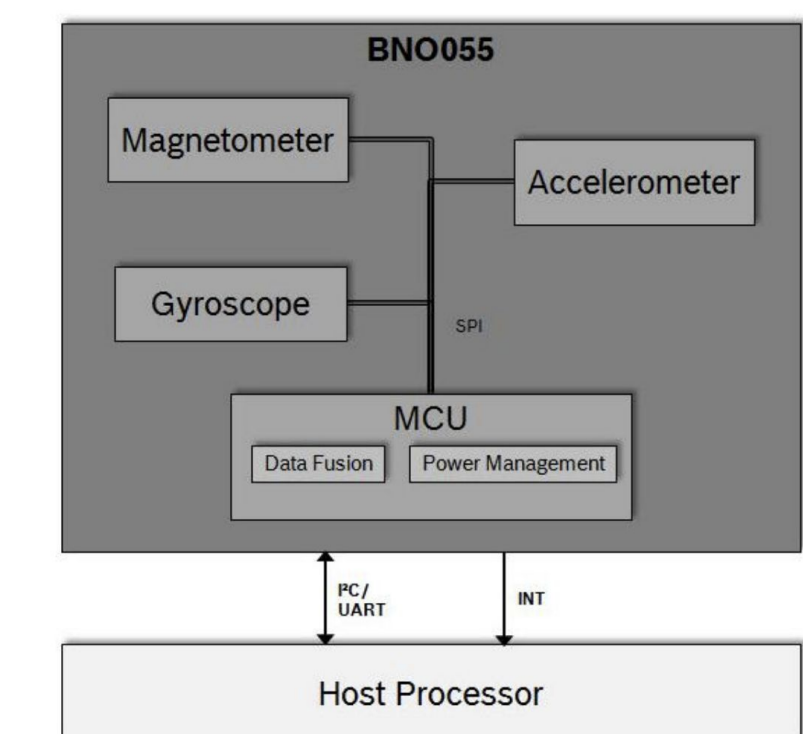 BNO055
Magnetometer
Accelerometer
Gyroscope
SPI
MCU
Data Fusion
Power Management
I²C/
UART
INT
Host Processor